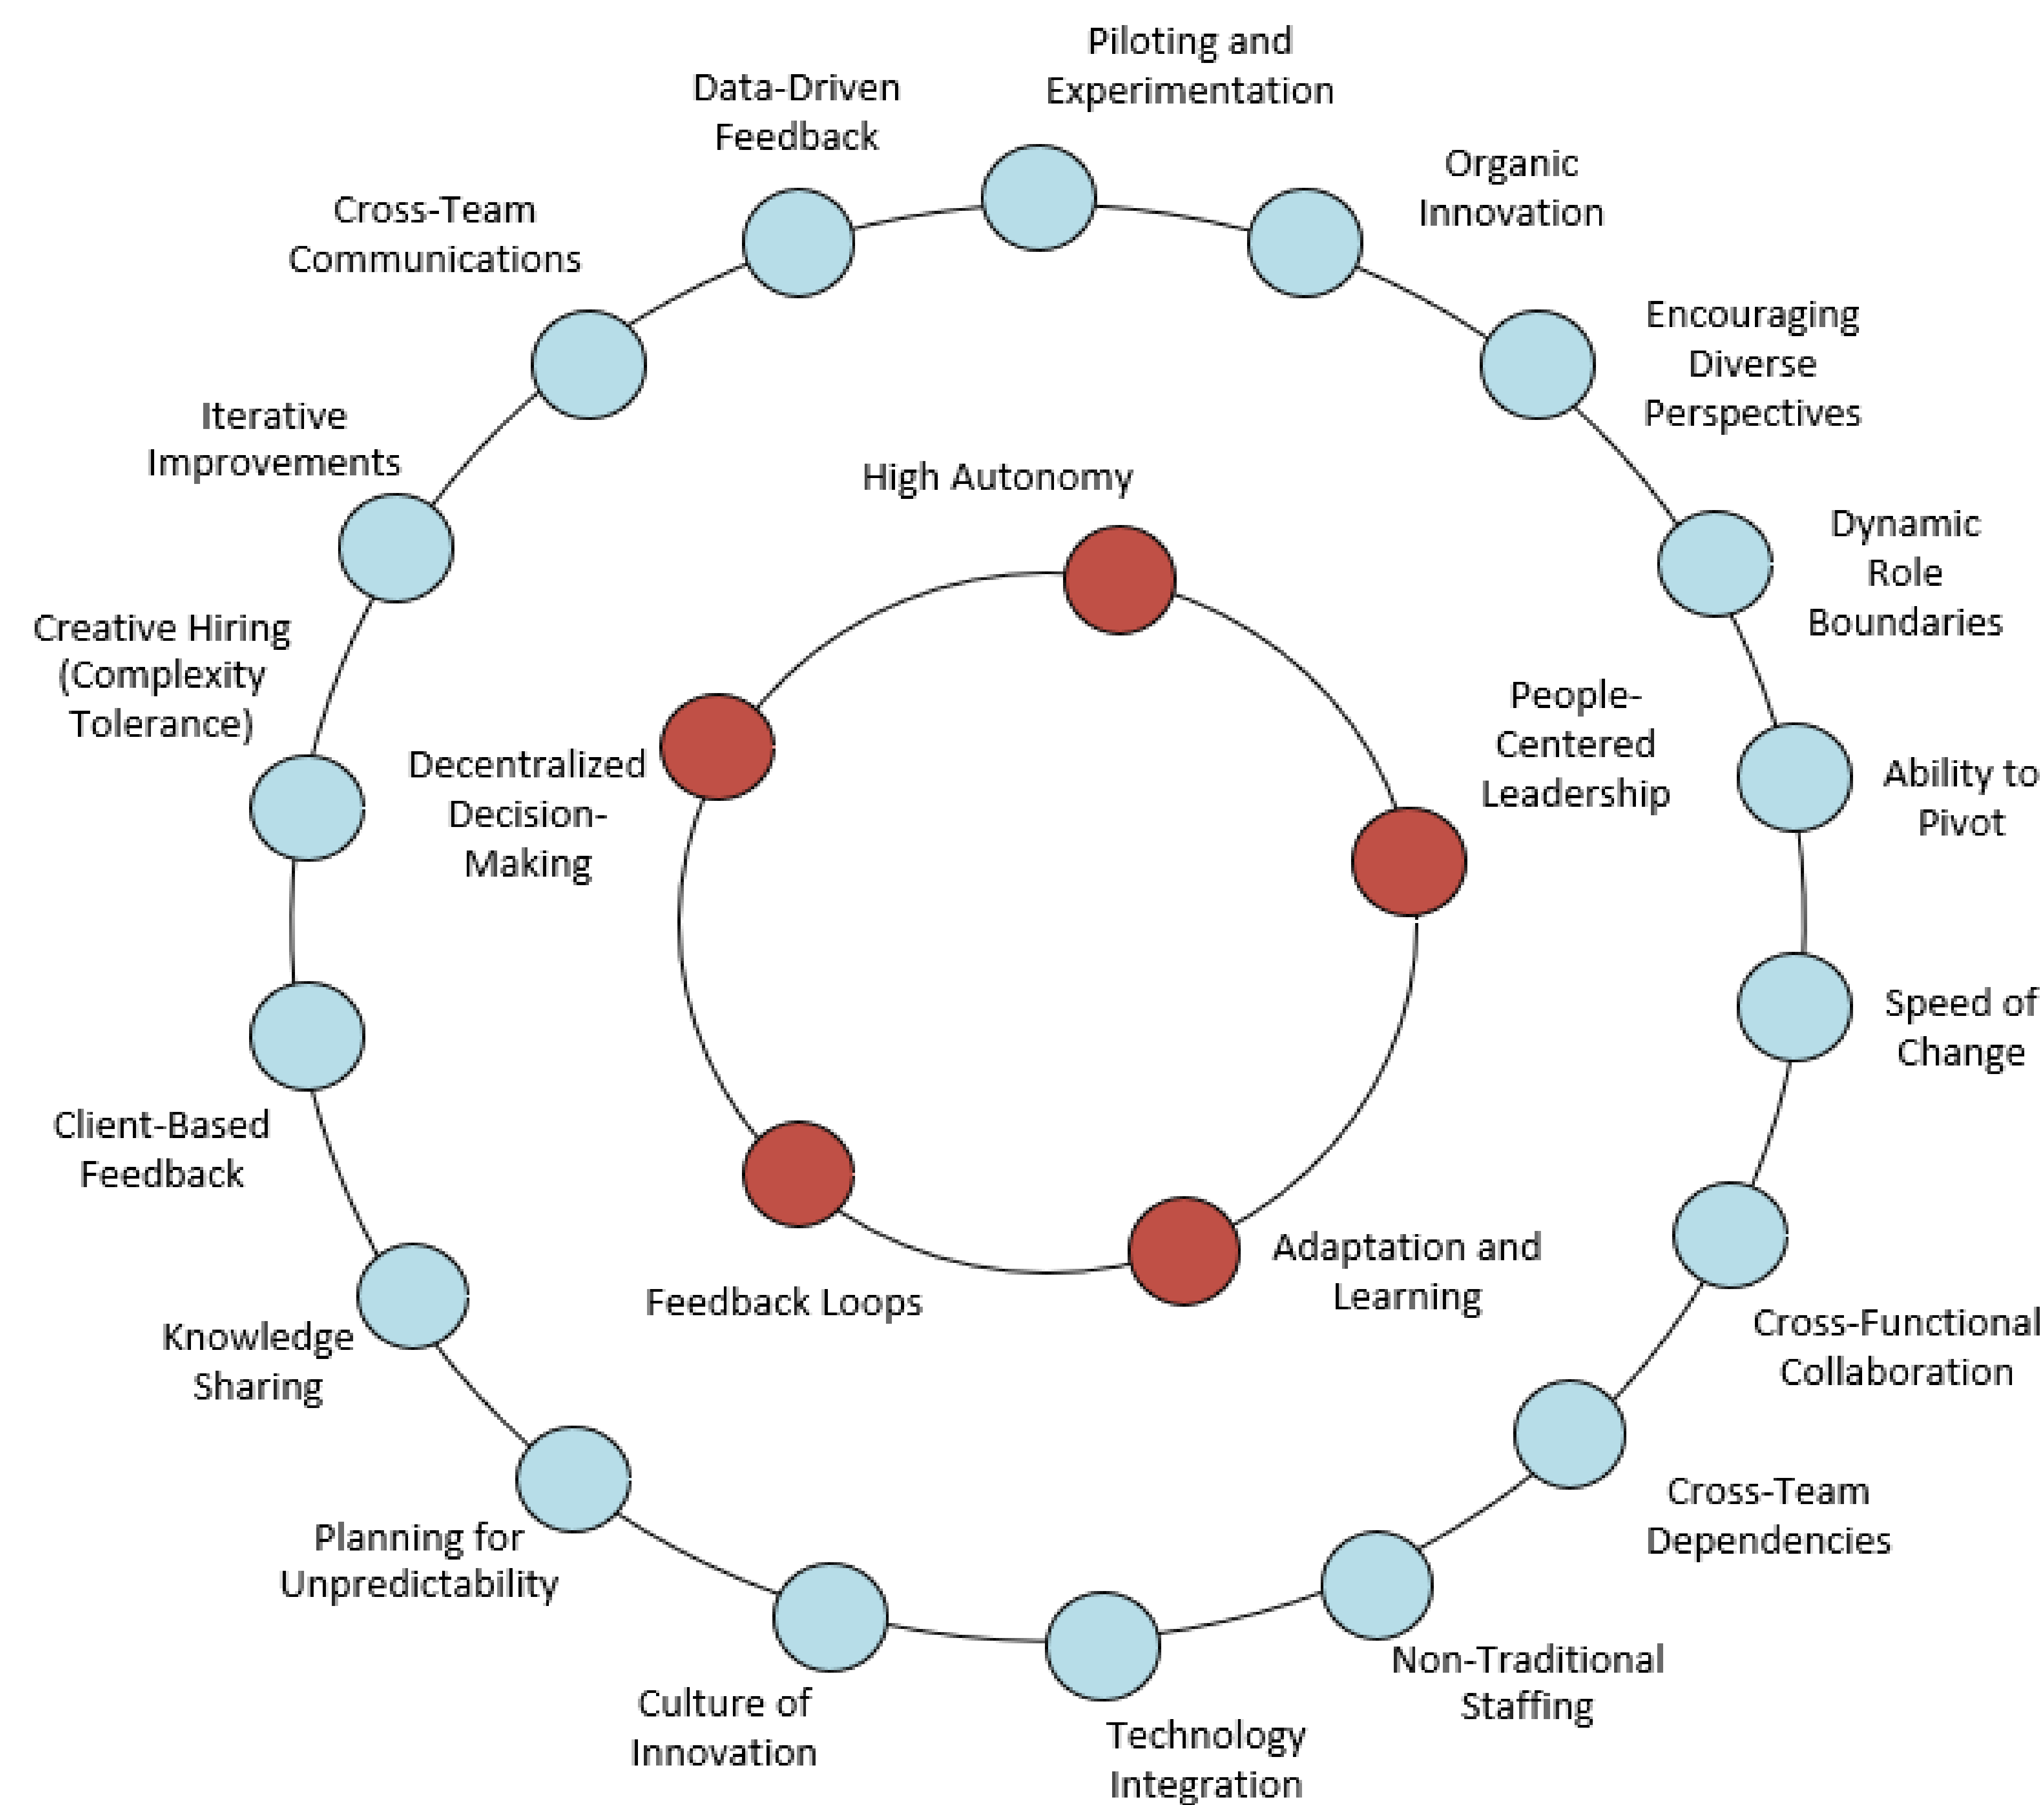 Piloting and
Experimentation
Data-Driven
Feedback
Organic
Innovation
Cross-Team
Communications
Encouraging
Diverse
Perspectives
Iterative
Improvements
High Autonomy
Dynamic
Role
Boundaries
Creative Hiring
(Complexity
Tolerance)
People-
Centered
Leadership
Decentralized
Decision-
Making
Ability to
Pivot
Speed of
Change
Client-Based
Feedback
Adaptation and
Learning
Feedback Loops
Knowledge
Sharing
Cross-Functional
Collaboration
Cross-Team
Dependencies
Planning for
Unpredictability
Non-Traditional
Staffing
Culture of
Innovation
Technology
Integration